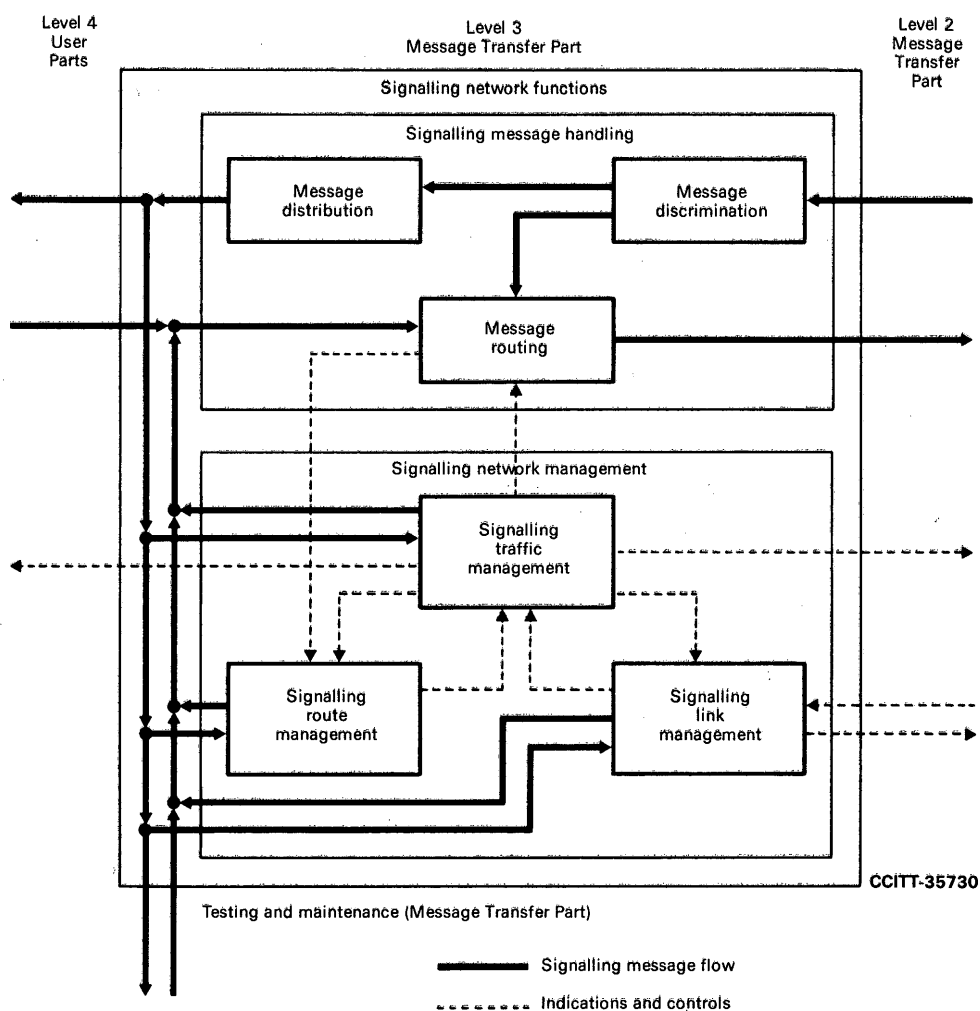 Level 4
User
Parts
Level 3
Message Transfer Part
Level 2
Message
Transfer
Part
Signalling network functions
Signalling message handling
Message
distribution
Message
discrimination
Message
routing
Signalling network management
Signalling
traffic
management
Signalling
route
management
Signalling
link
management
CCITT-35730
Testing and maintenance (Message Transfer Part)
Signalling message flow
Indications and controls